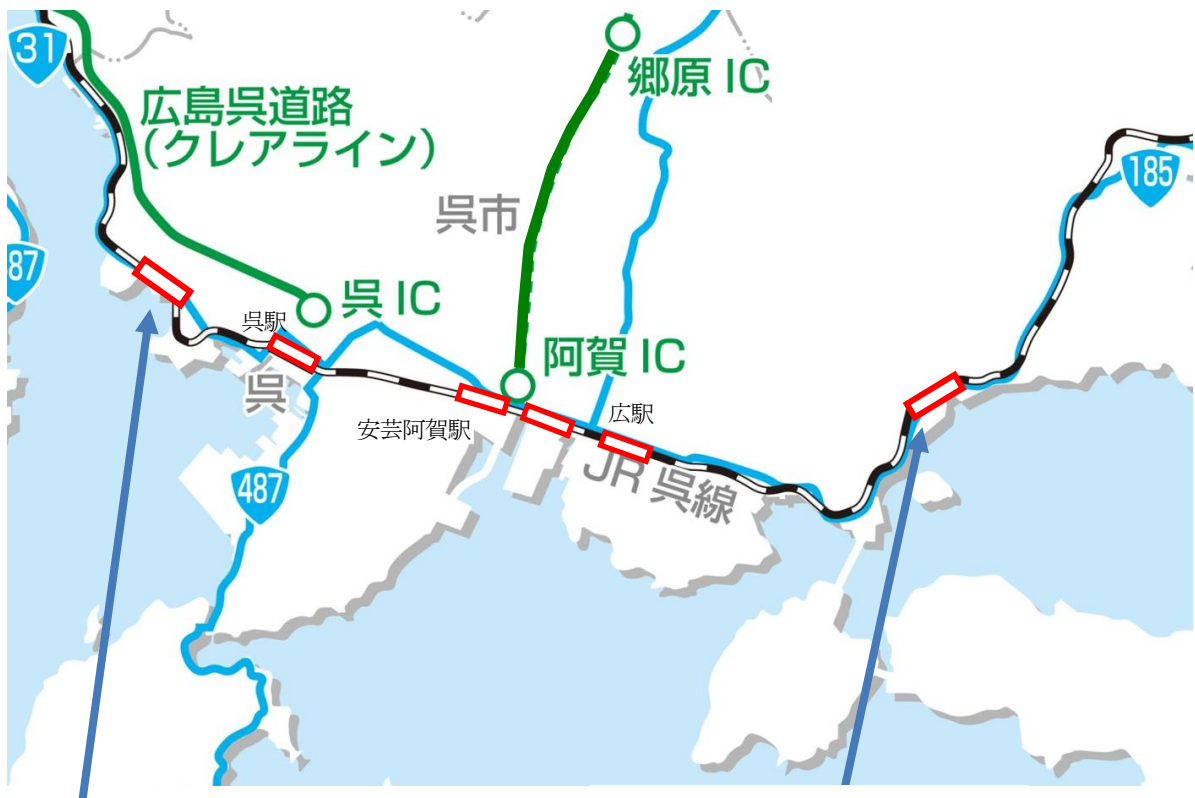 31
広島呉道路
（クレアライン）
郷原 IC
呉市
185
87
呉 IC
呉駅
阿賀 IC
呉
安芸阿賀駅
広駅
JR 呉線
487